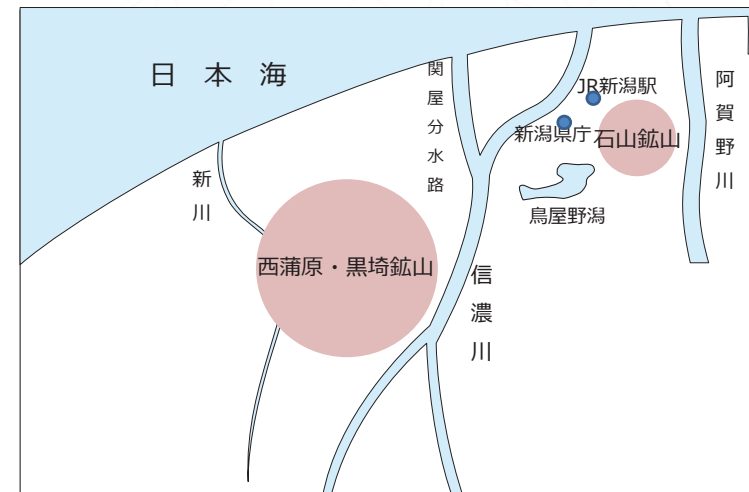 日本海
関屋分水路
JR新潟駅
阿賀野川
新潟県庁
石山鉱山
新川
鳥屋野潟
西蒲原・黒埼鉱山
信濃川